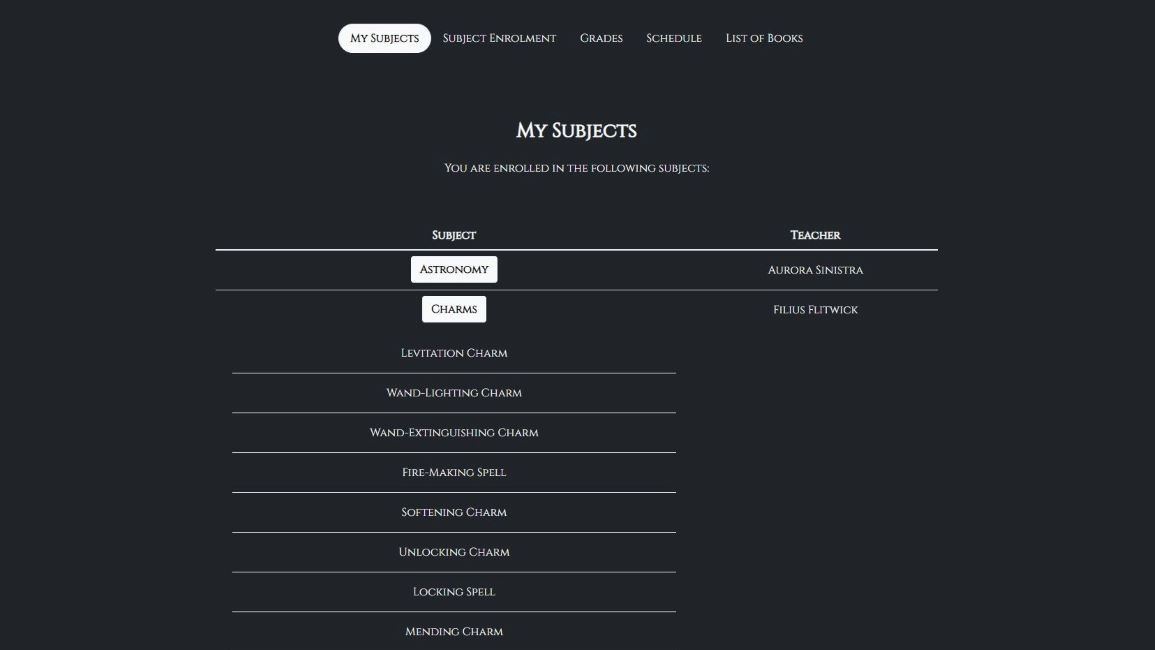 My Subjects Subject Enrolment Grades Schedule List of Books
My Subjects
You are enrolled in the following subjects:
Subject Teacher
Astronomy Aurora Sinistra
Charms Filius Flitwick
Levitation Charm
Wand-Lighting Charm
Wand-Extinguishing Charm
Fire-Making Spell
Softening Charm
Unlocking Charm
Locking Spell
Mending Charm